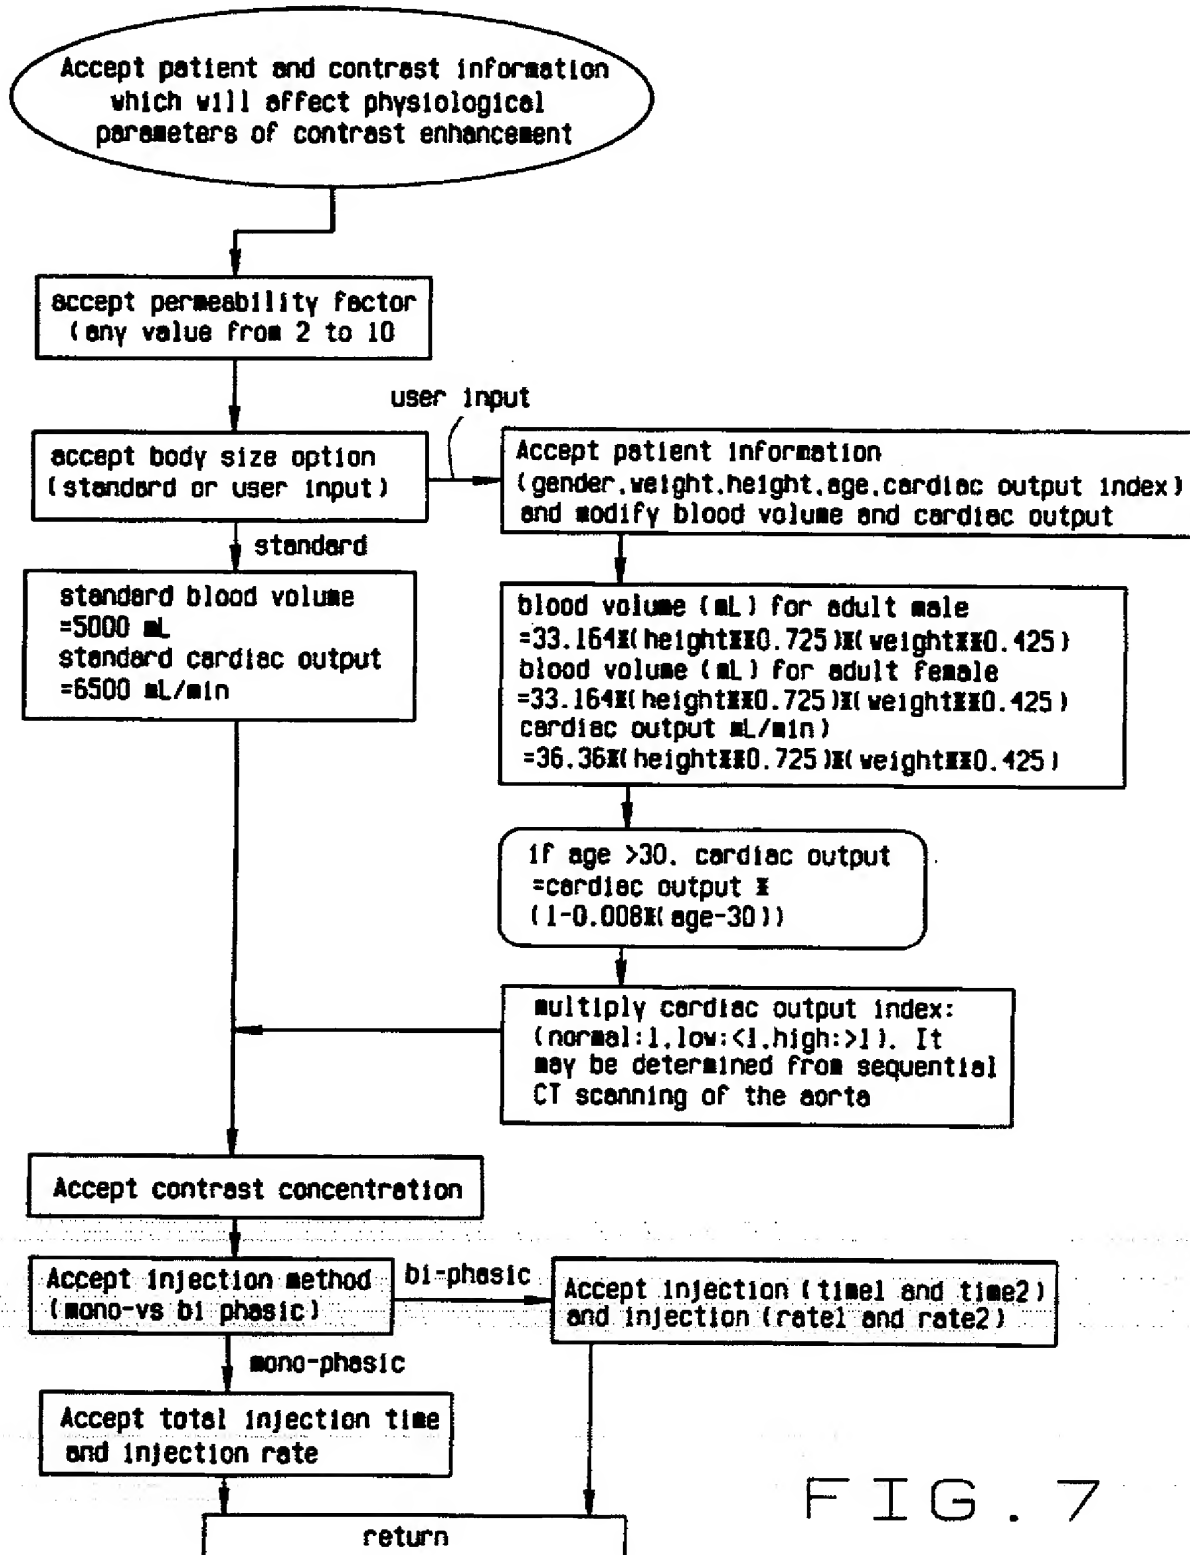 Accept patient and contrast information
which will affect physiological
parameters of contrast enhancement
accept permeability factor
(any value from 2 to 10
user input
accept body size option
(standard or user input)
Accept patient information
(gender,weight,height,age,cardiac output index)
and modify blood volume and cardiac output
standard
standard blood volume
=5000 mL
standard cardiac output
=6500 mL/min
blood volume (mL) for adult male
=33.164*(height**0.725)*(weight**0.425)
blood volume (mL) for adult female
=33.164*(height**0.725)*(weight**0.425)
cardiac output mL/min)
=36.36*(height**0.725)*(weight**0.425)
if age >30, cardiac output
=cardiac output *
(1-0.008*(age-30))
multiply cardiac output index:
(normal:1,low:<1,high:>1). It
may be determined from sequential
CT scanning of the aorta
Accept contrast concentration
Accept injection method
(mono-vs bi phasic)
bi-phasic
Accept injection (time1 and time2)
and injection (rate1 and rate2)
mono-phasic
Accept total injection time
and injection rate
return
FIG. 7